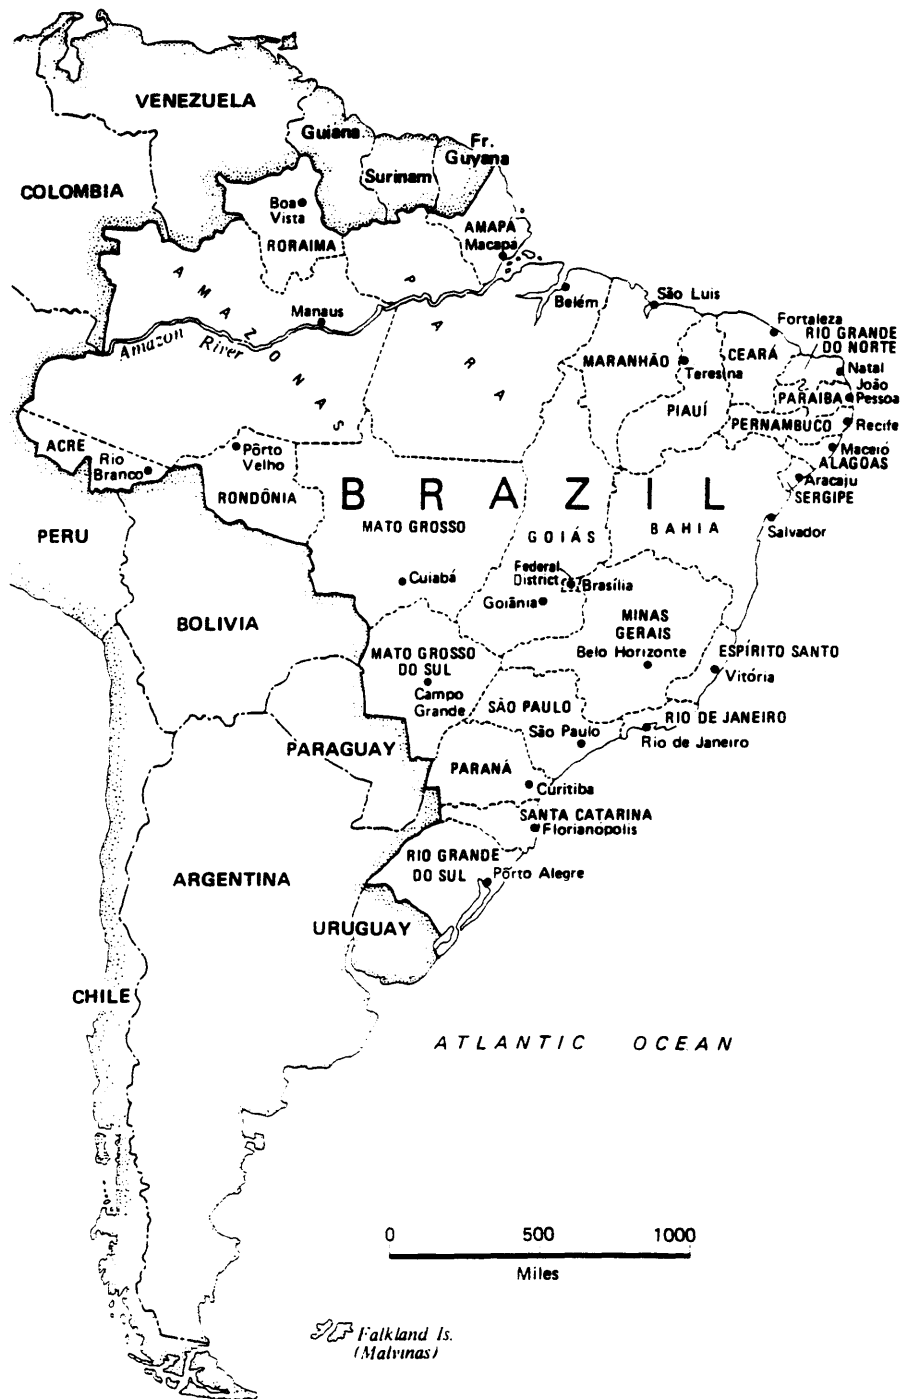 VENEZUELA
Guiana
Fr.
Guyana
Surinam
COLOMBIA
Boa
Vista
RORAIMA
AMAPÁ
Macapá
AMAZONAS
PARA
Manaus
Amazon River
Belém
São Luis
Fortaleza
RIO GRANDE
DO NORTE
CEARÁ
MARANHÃO
Teresina
Natal
João
Pessoa
PARAIBA
PIAUÍ
PERNAMBUCO
Recife
ACRE
Rio
Branco
Pôrto
Velho
RONDÔNIA
Maceió
ALAGOAS
Aracaju
SERGIPE
BRAZIL
PERU
MATO GROSSO
GOIÁS
BAHIA
Salvador
Federal
District
Brasília
Cuiabá
Goiânia
BOLIVIA
MINAS
GERAIS
Belo Horizonte
MATO GROSSO
DO SUL
Campo
Grande
ESPÍRITO SANTO
Vitória
SÃO PAULO
São Paulo
RIO DE JANEIRO
Rio de Janeiro
PARAGUAY
PARANÁ
Curitiba
SANTA CATARINA
Florianópolis
RIO GRANDE
DO SUL
Pôrto Alegre
ARGENTINA
URUGUAY
CHILE
ATLANTIC OCEAN
0 500 1000
Miles
Falkland Is.
(Malvinas)